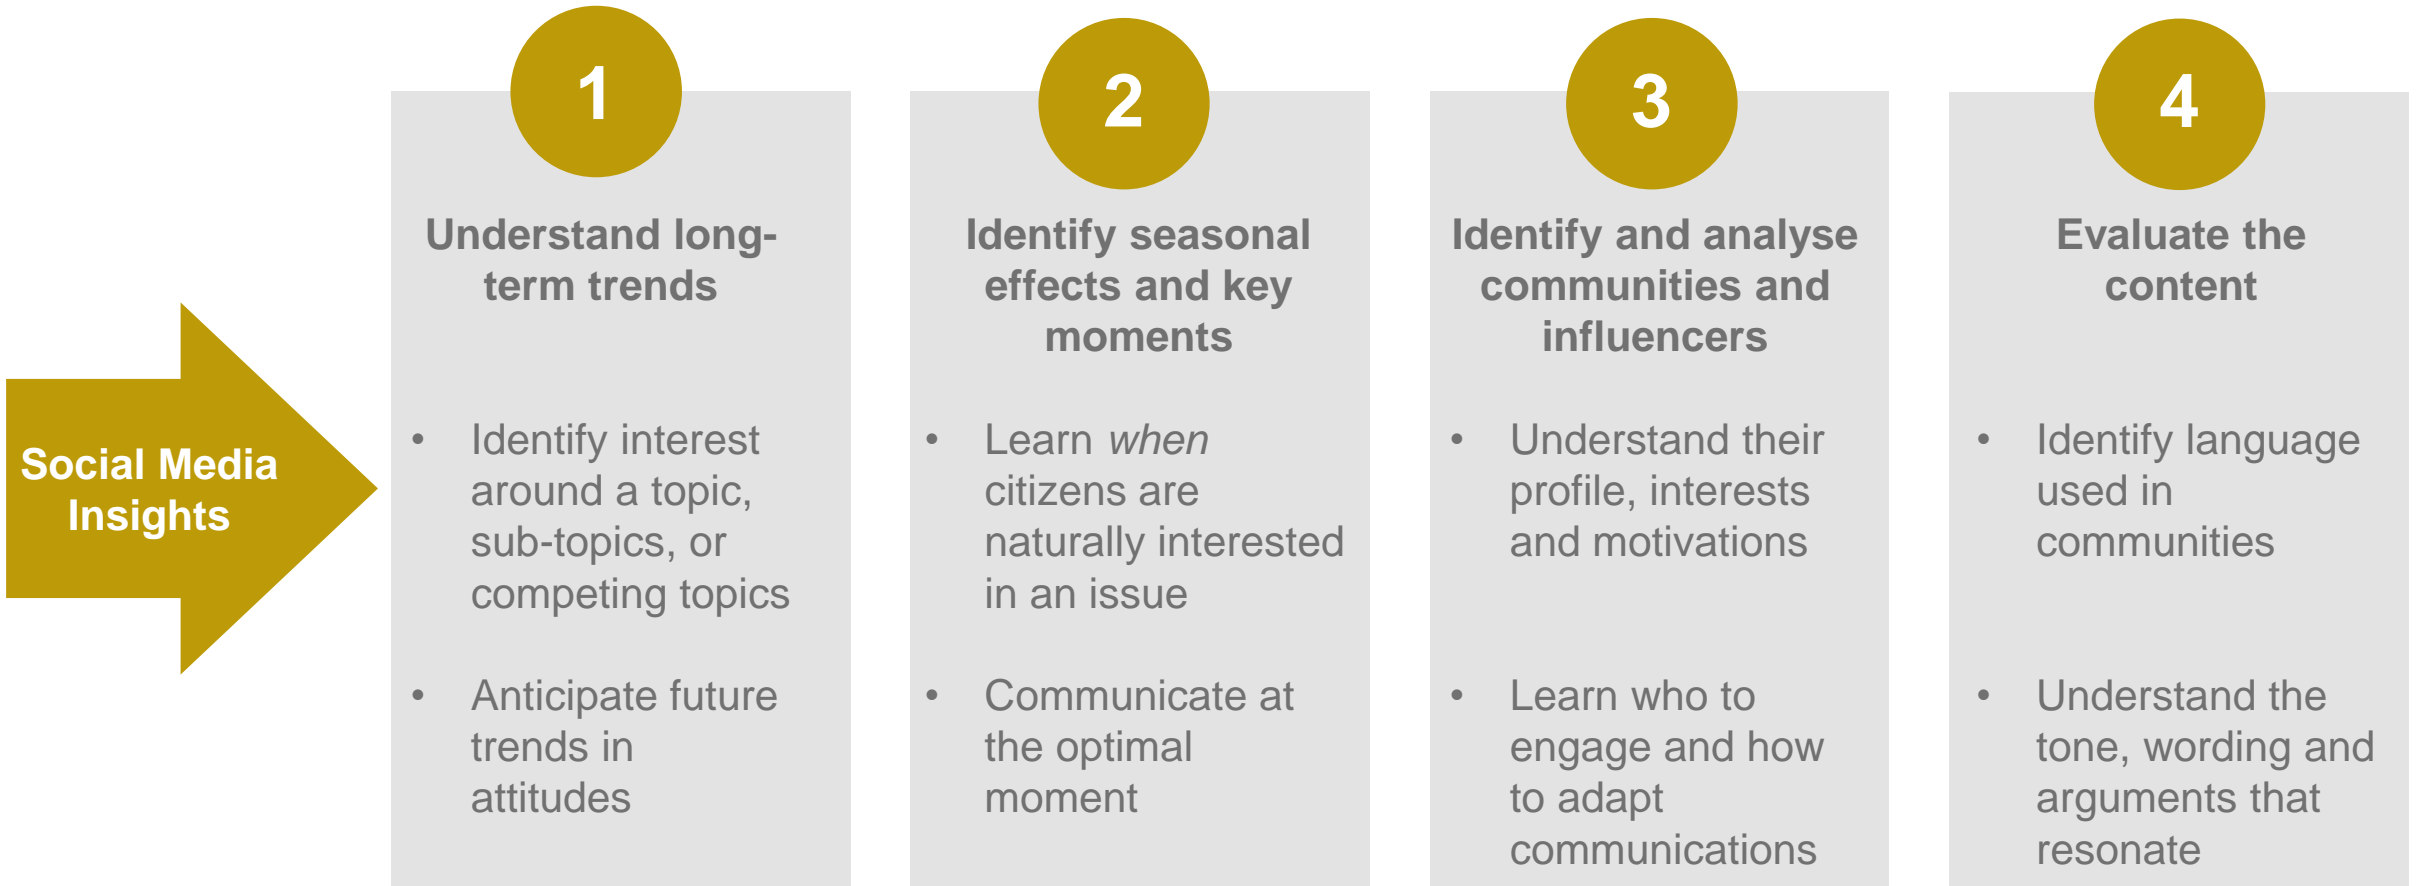 Social Media
Insights
1
Understand long-
term trends
• Identify interest
around a topic,
sub-topics, or
competing topics
• Anticipate future
trends in
attitudes
2
Identify seasonal
effects and key
moments
• Learn when
citizens are
naturally interested
in an issue
• Communicate at
the optimal
moment
3
Identify and analyse
communities and
influencers
• Understand their
profile, interests
and motivations
• Learn who to
engage and how
to adapt
communications
4
Evaluate the
content
• Identify language
used in
communities
• Understand the
tone, wording and
arguments that
resonate